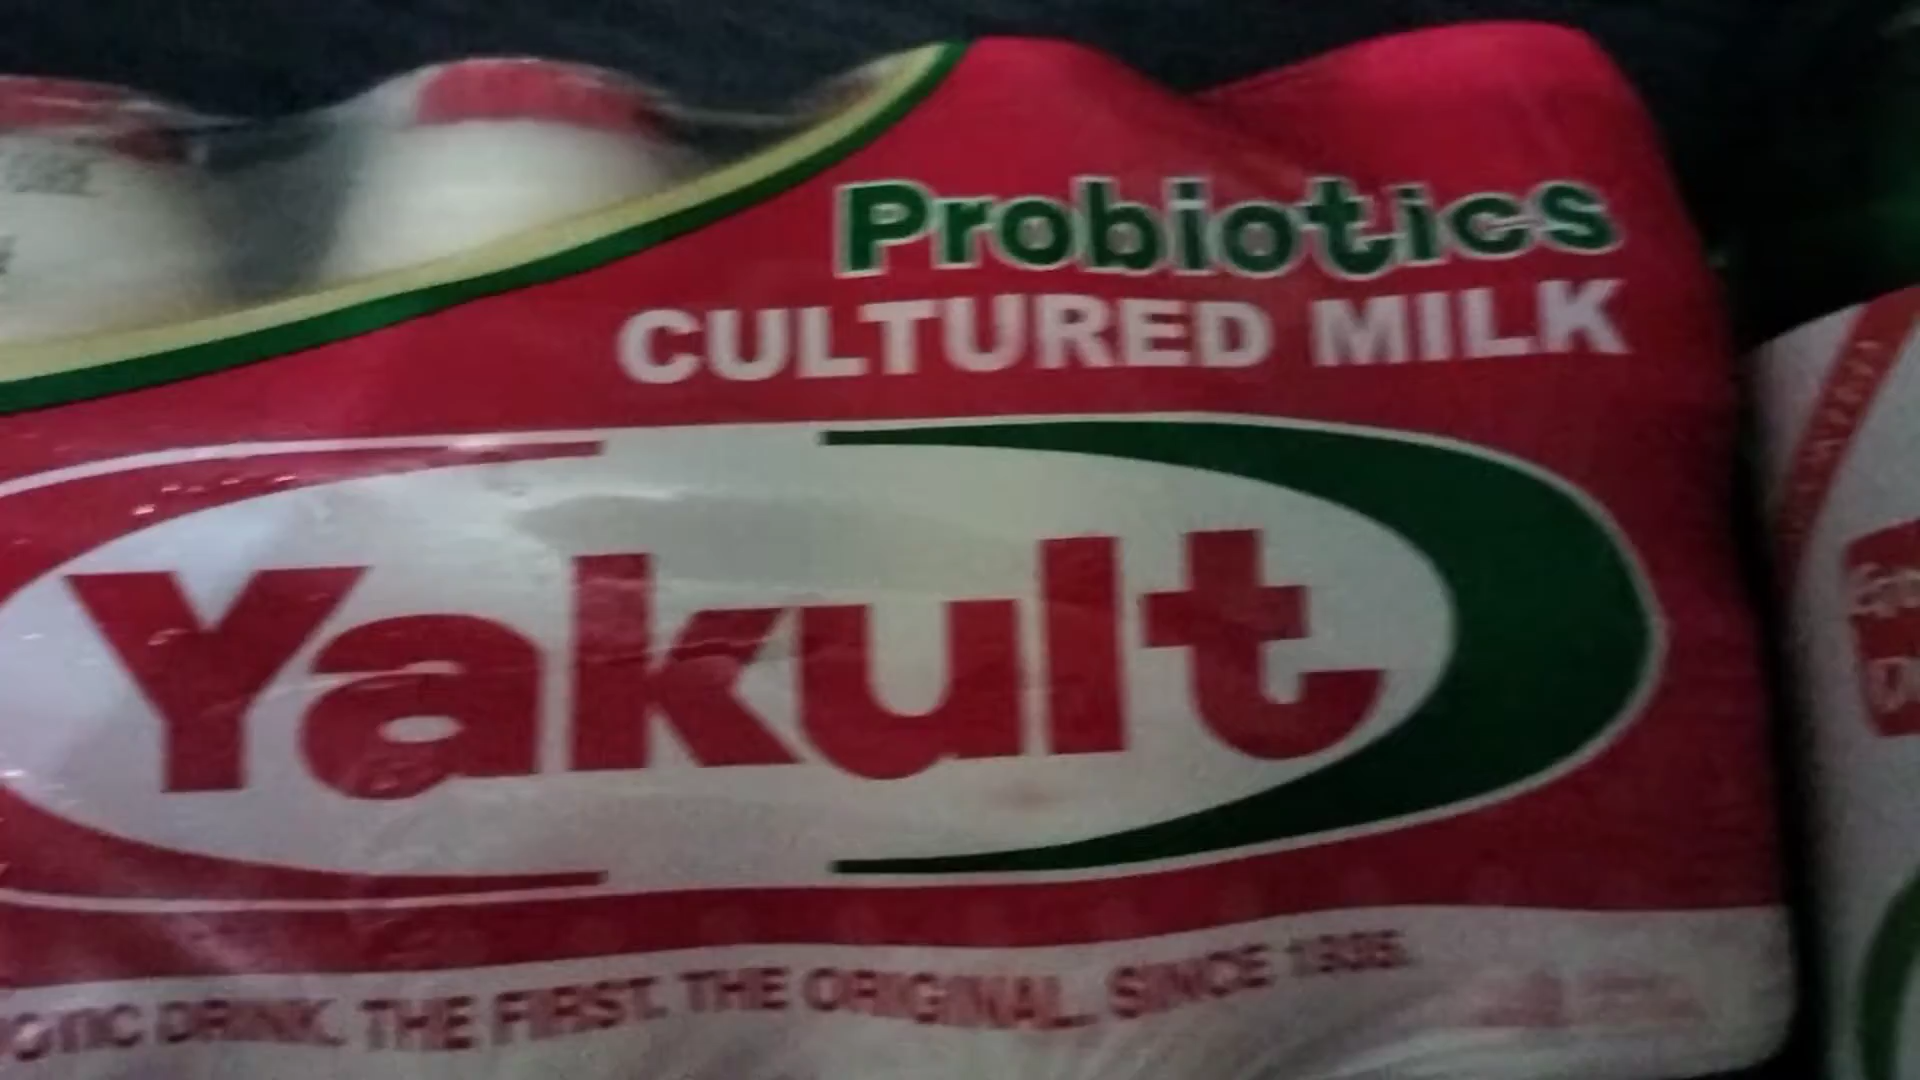 Probiotics
CULTURED MILK
Yakult
OTIC DRINK. THE FIRST. THE ORIGINAL. SINCE 1935.